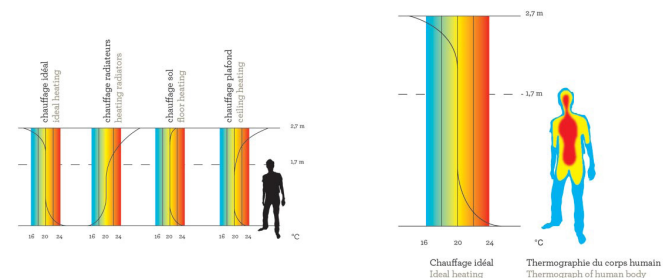 chauffage idéal
ideal heating
chauffage radiateurs
heating radiators
chauffage sol
floor heating
chauffage plafond
ceiling heating
2,7 m
1,7 m
16 20 24
16 20 24
16 20 24
16 20 24
°C
2,7 m
1,7 m
16 20 24
°C
Chauffage idéal
Ideal heating
Thermographie du corps humain
Thermograph of human body